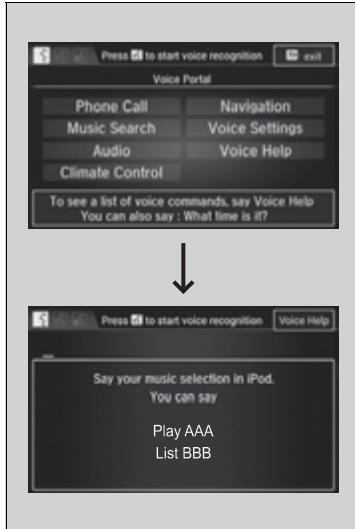 Press to start voice recognition exit
Voice Portal
Phone Call Navigation
Music Search Voice Settings
Audio Voice Help
Climate Control
To see a list of voice commands, say Voice Help
You can also say : What time is it?
Press to start voice recognition Voice Help
Say your music selection in iPod.
You can say
Play AAA
List BBB